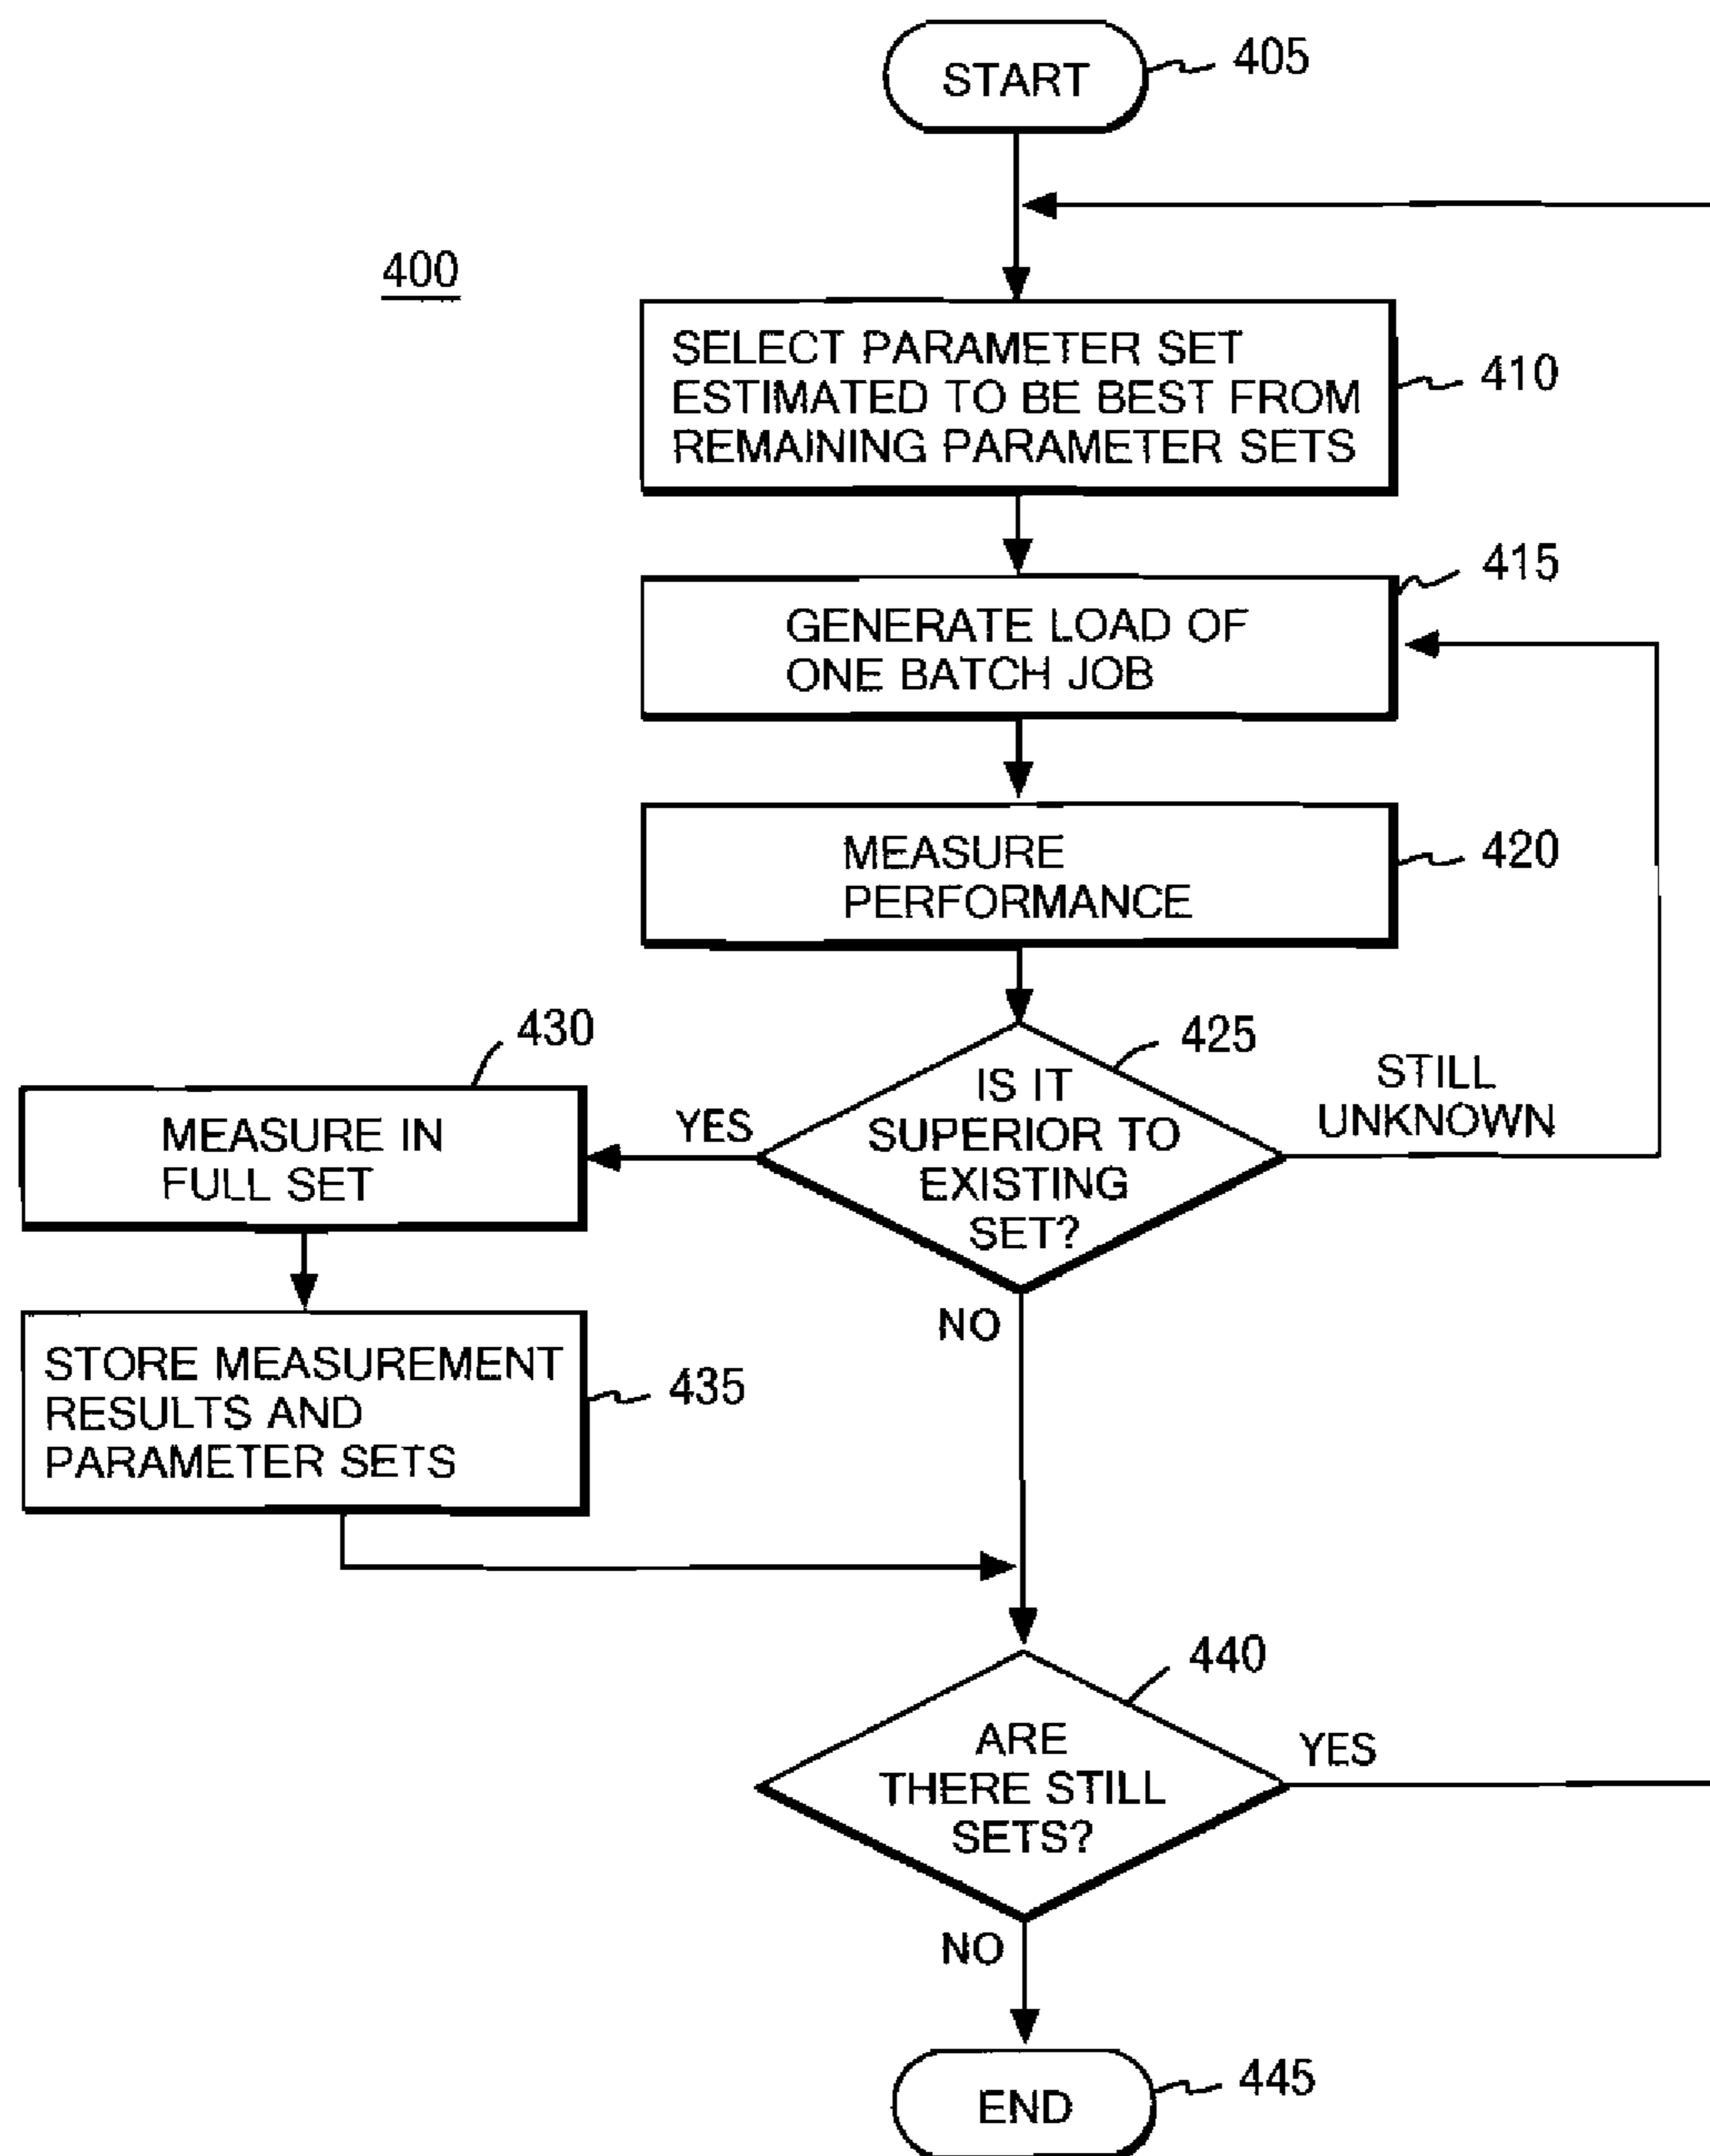 START
405
400
SELECT PARAMETER SET
ESTIMATED TO BE BEST FROM
REMAINING PARAMETER SETS
410
415
GENERATE LOAD OF
ONE BATCH JOB
MEASURE
PERFORMANCE
420
430
425
IS IT
SUPERIOR TO
EXISTING
SET?
STILL
UNKNOWN
YES
MEASURE IN
FULL SET
NO
STORE MEASUREMENT
RESULTS AND
PARAMETER SETS
435
440
ARE
THERE STILL
SETS?
YES
NO
END
445